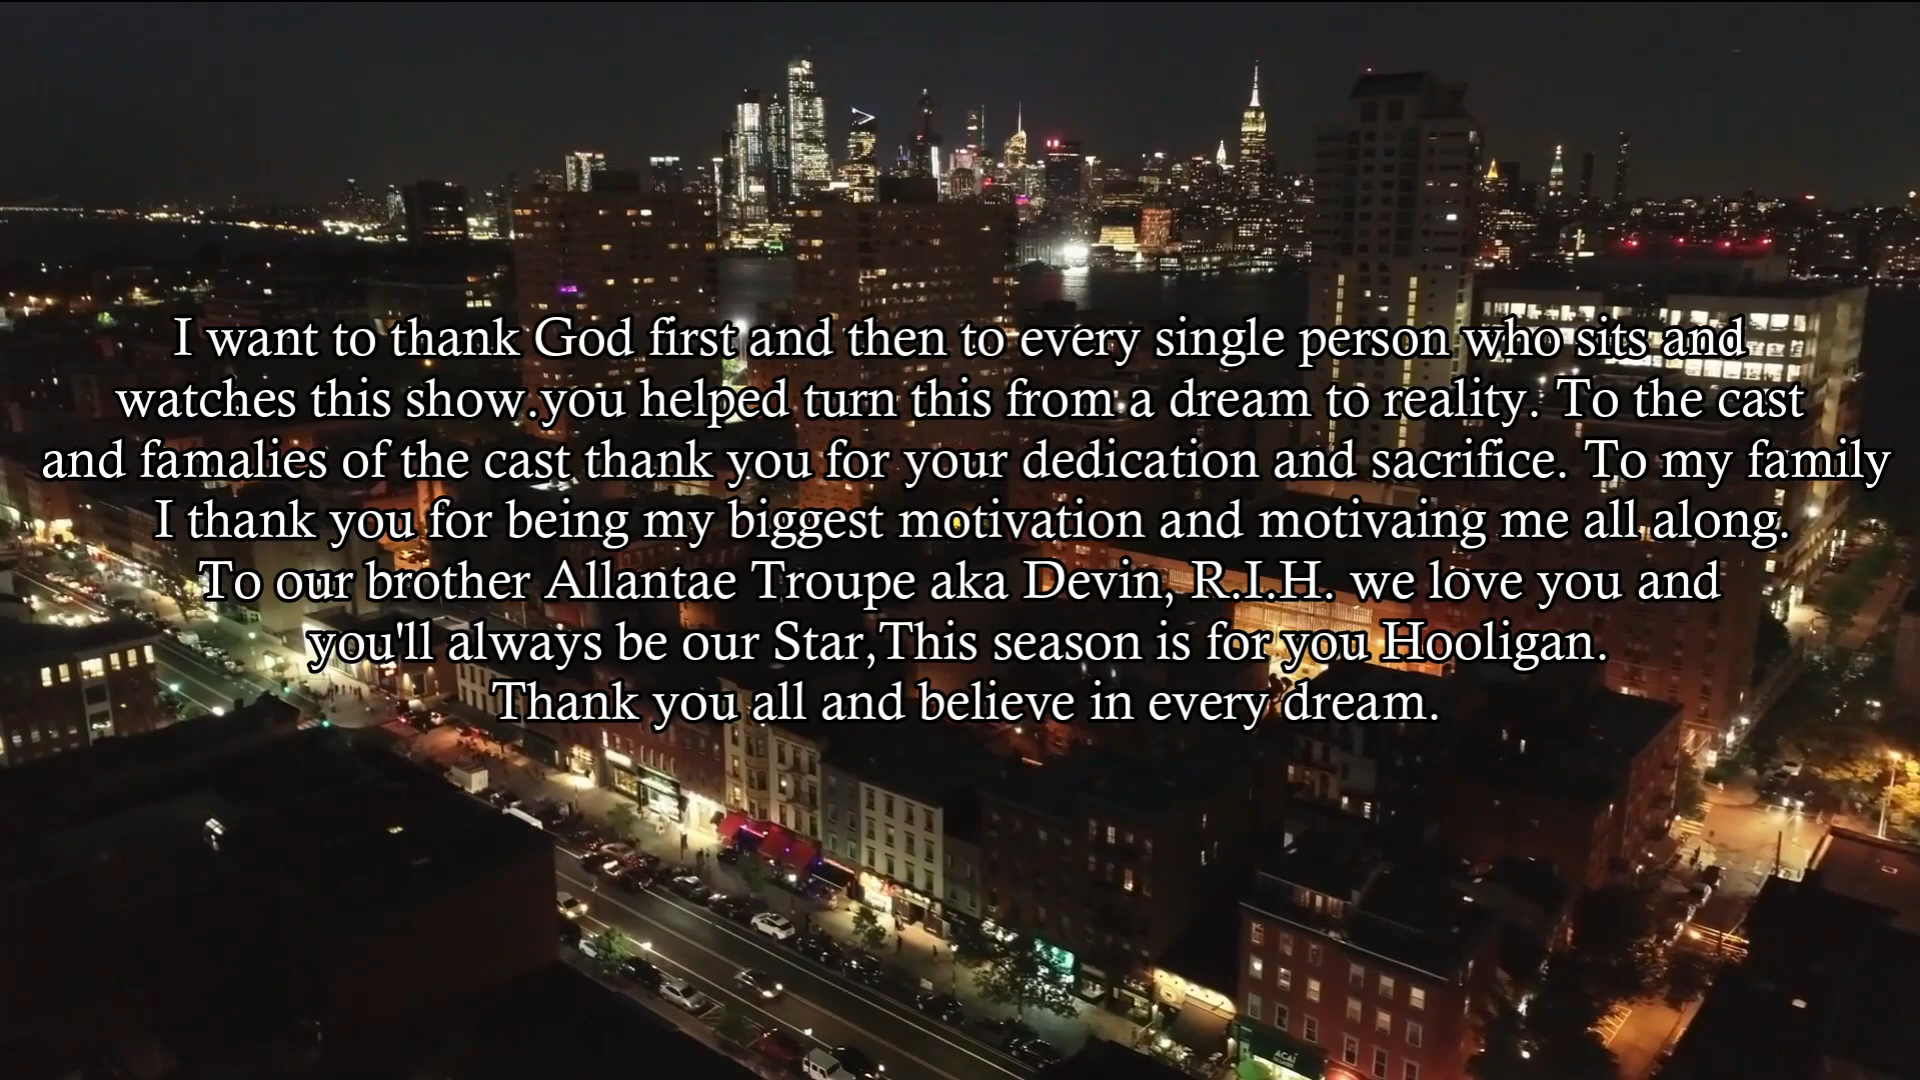 I want to thank God first and then to every single person who sits and
watches this show.you helped turn this from a dream to reality. To the cast
and famalies of the cast thank you for your dedication and sacrifice. To my family
I thank you for being my biggest motivation and motivaing me all along.
To our brother Allantae Troupe aka Devin, R.I.H. we love you and
you'll always be our Star,This season is for you Hooligan.
Thank you all and believe in every dream.
ACAI